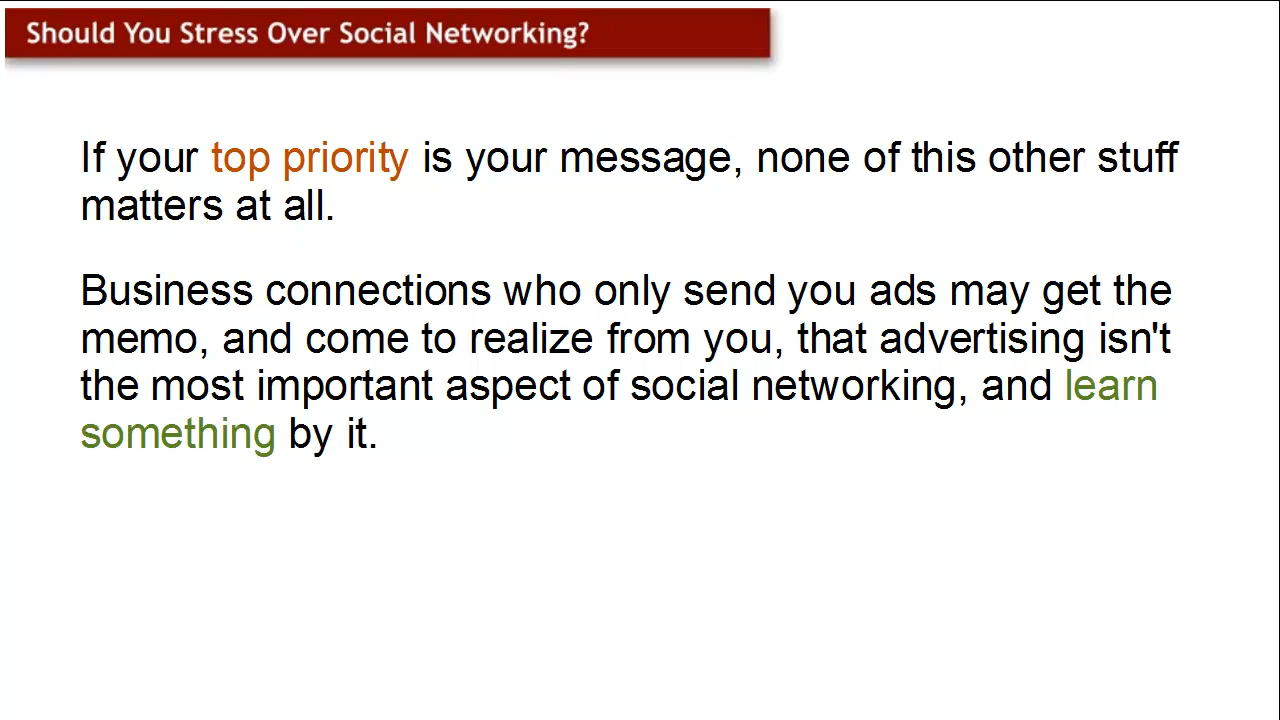 Should You Stress Over Social Networking?
If your top priority is your message, none of this other stuff
matters at all.
Business connections who only send you ads may get the
memo, and come to realize from you, that advertising isn't
the most important aspect of social networking, and learn
something by it.